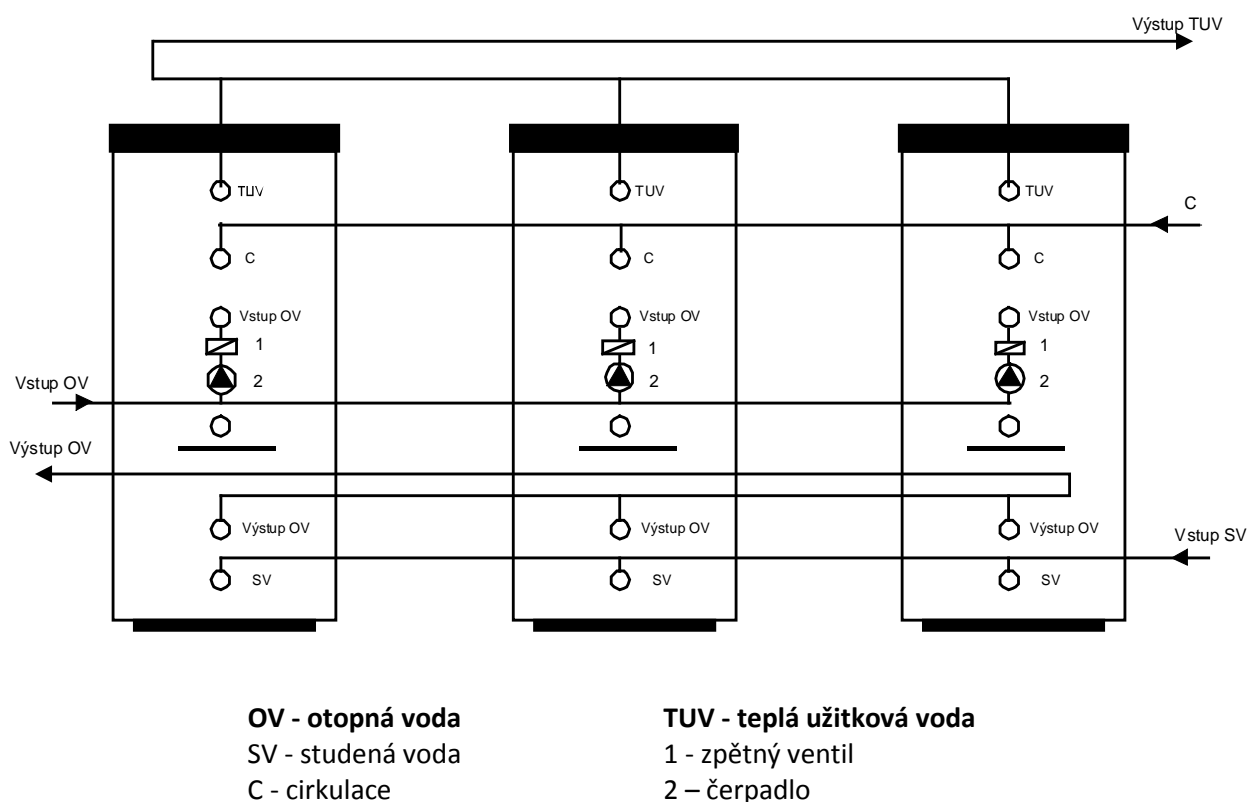 Výstup TUV
TUV TUV TUV
C
C C C
Vstup OV Vstup OV Vstup OV
1 1 1
Vstup OV
2 2 2
Výstup OV
Výstup OV Výstup OV Výstup OV
Vstup SV
SV SV SV
OV - otopná voda
TUV - teplá užitková voda
SV - studená voda
1 - zpětný ventil
C - cirkulace
2 – čerpadlo